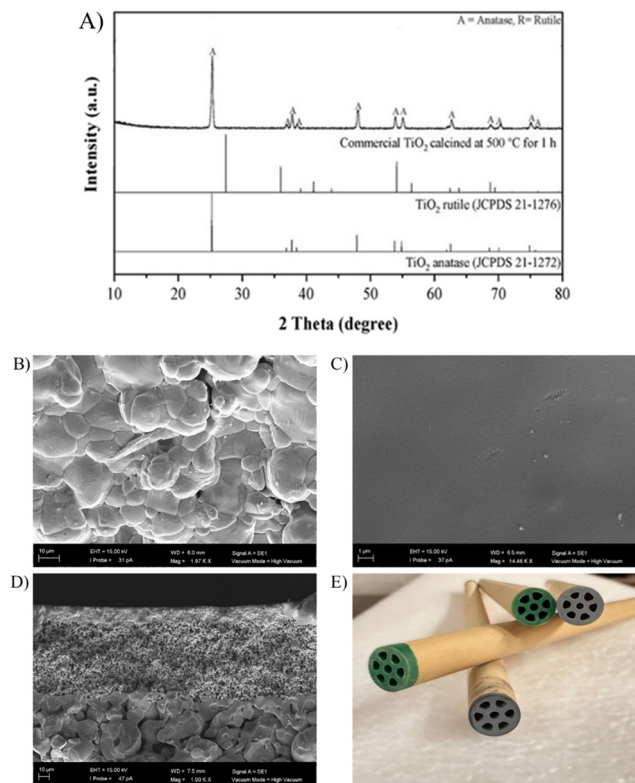 A)
A = Anatase, R= Rutile
A
A
A
A
A
A
A
A
A
A
A
A
Commercial TiO₂ calcined at 500 °C for 1 h
TiO₂ rutile (JCPDS 21-1276)
TiO₂ anatase (JCPDS 21-1272)
Intensity (a.u.)
10 20 30 40 50 60 70 80
2 Theta (degree)
B)
10 µm EHT = 15.00 kV WD = 6.0 mm Signal A = SE1
I Probe = 31 pA Mag = 1.87 K X Vacuum Mode = High Vacuum
C)
1 µm EHT = 15.00 kV WD = 6.5 mm Signal A = SE1
I Probe = 37 pA Mag = 14.46 K X Vacuum Mode = High Vacuum
D)
10 µm EHT = 15.00 kV WD = 7.5 mm Signal A = SE1
I Probe = 47 pA Mag = 1.00 K X Vacuum Mode = High Vacuum
E)